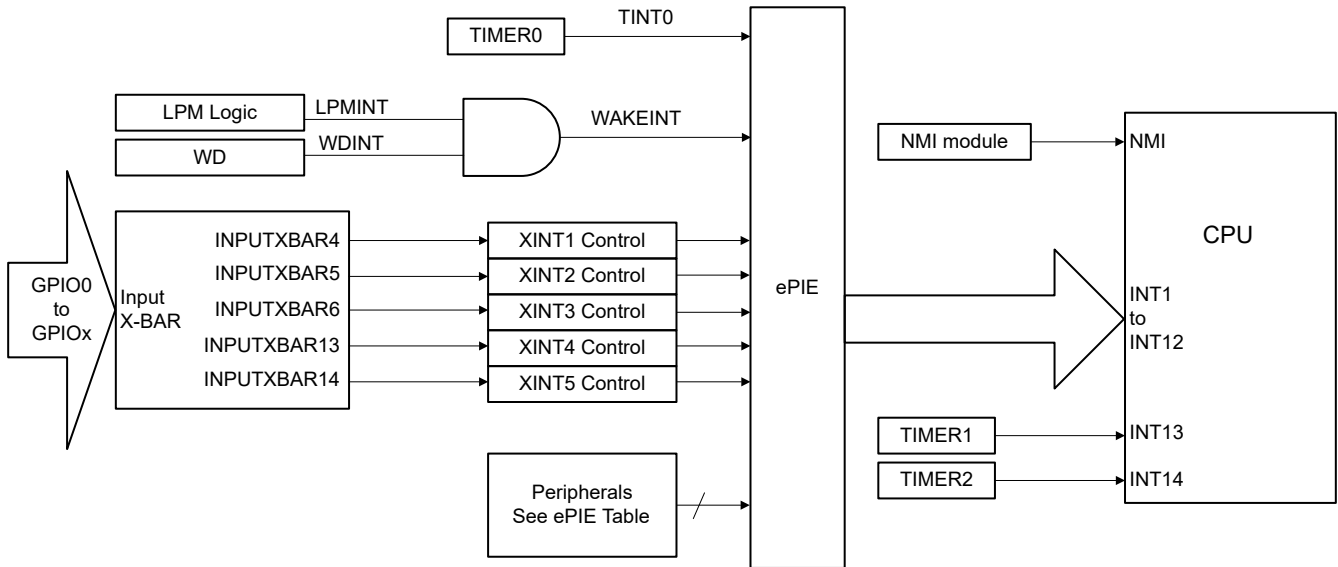 TINT0
TIMER0
LPM Logic
LPMINT
WD
WDINT
WAKEINT
GPIO0
to
GPIOx
Input
X-BAR
INPUTXBAR4
INPUTXBAR5
INPUTXBAR6
INPUTXBAR13
INPUTXBAR14
XINT1 Control
XINT2 Control
XINT3 Control
XINT4 Control
XINT5 Control
Peripherals
See ePIE Table
ePIE
NMI module
NMI
CPU
INT1
to
INT12
TIMER1
INT13
TIMER2
INT14